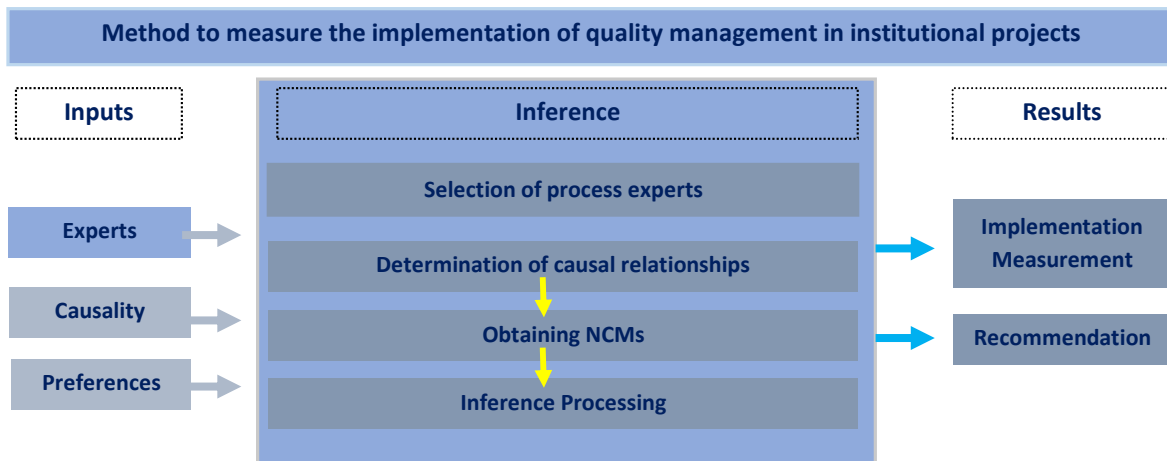 Method to measure the implementation of quality management in institutional projects
Inputs
Inference
Results
Selection of process experts
Experts
Implementation
Measurement
Determination of causal relationships
Causality
Obtaining NCMs
Recommendation
Preferences
Inference Processing